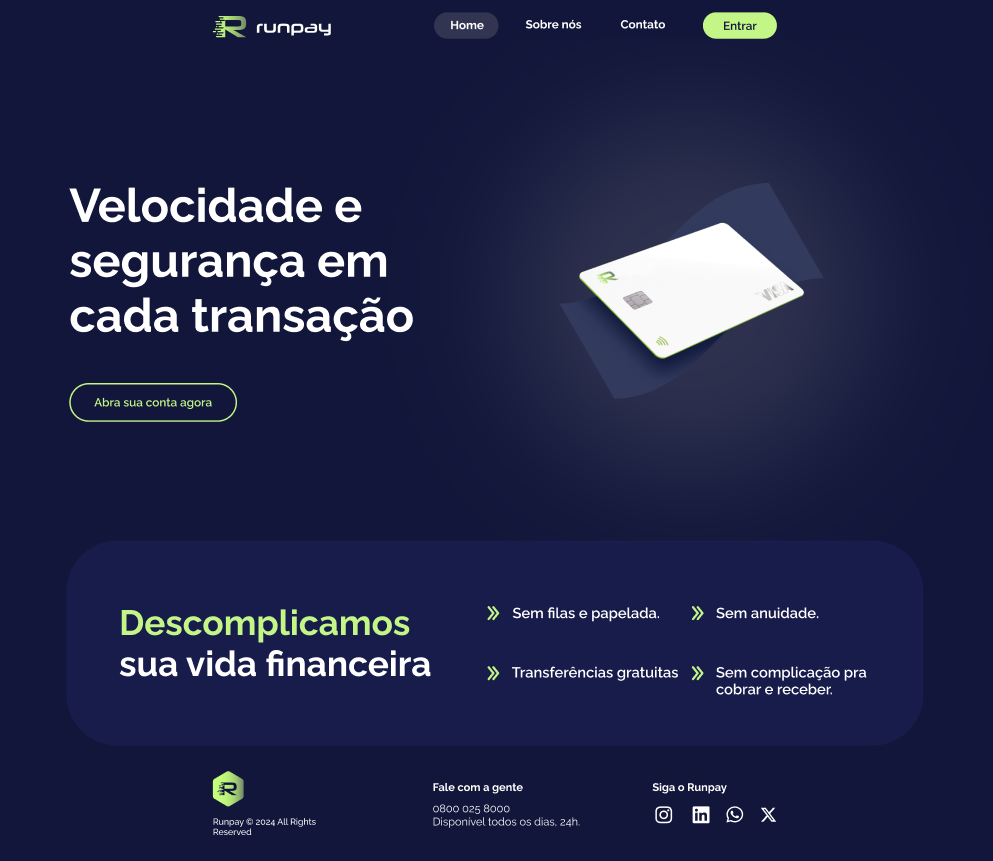 runpay
Home
Sobre nós
Contato
Entrar
Velocidade e
segurança em
cada transação
VISA
Abra sua conta agora
Descomplicamos
sua vida financeira
Sem filas e papelada.
Sem anuidade.
Transferências gratuitas
Sem complicação pra
cobrar e receber.
Runpay © 2024 All Rights
Reserved
Fale com a gente
0800 025 8000
Disponível todos os dias, 24h.
Siga o Runpay